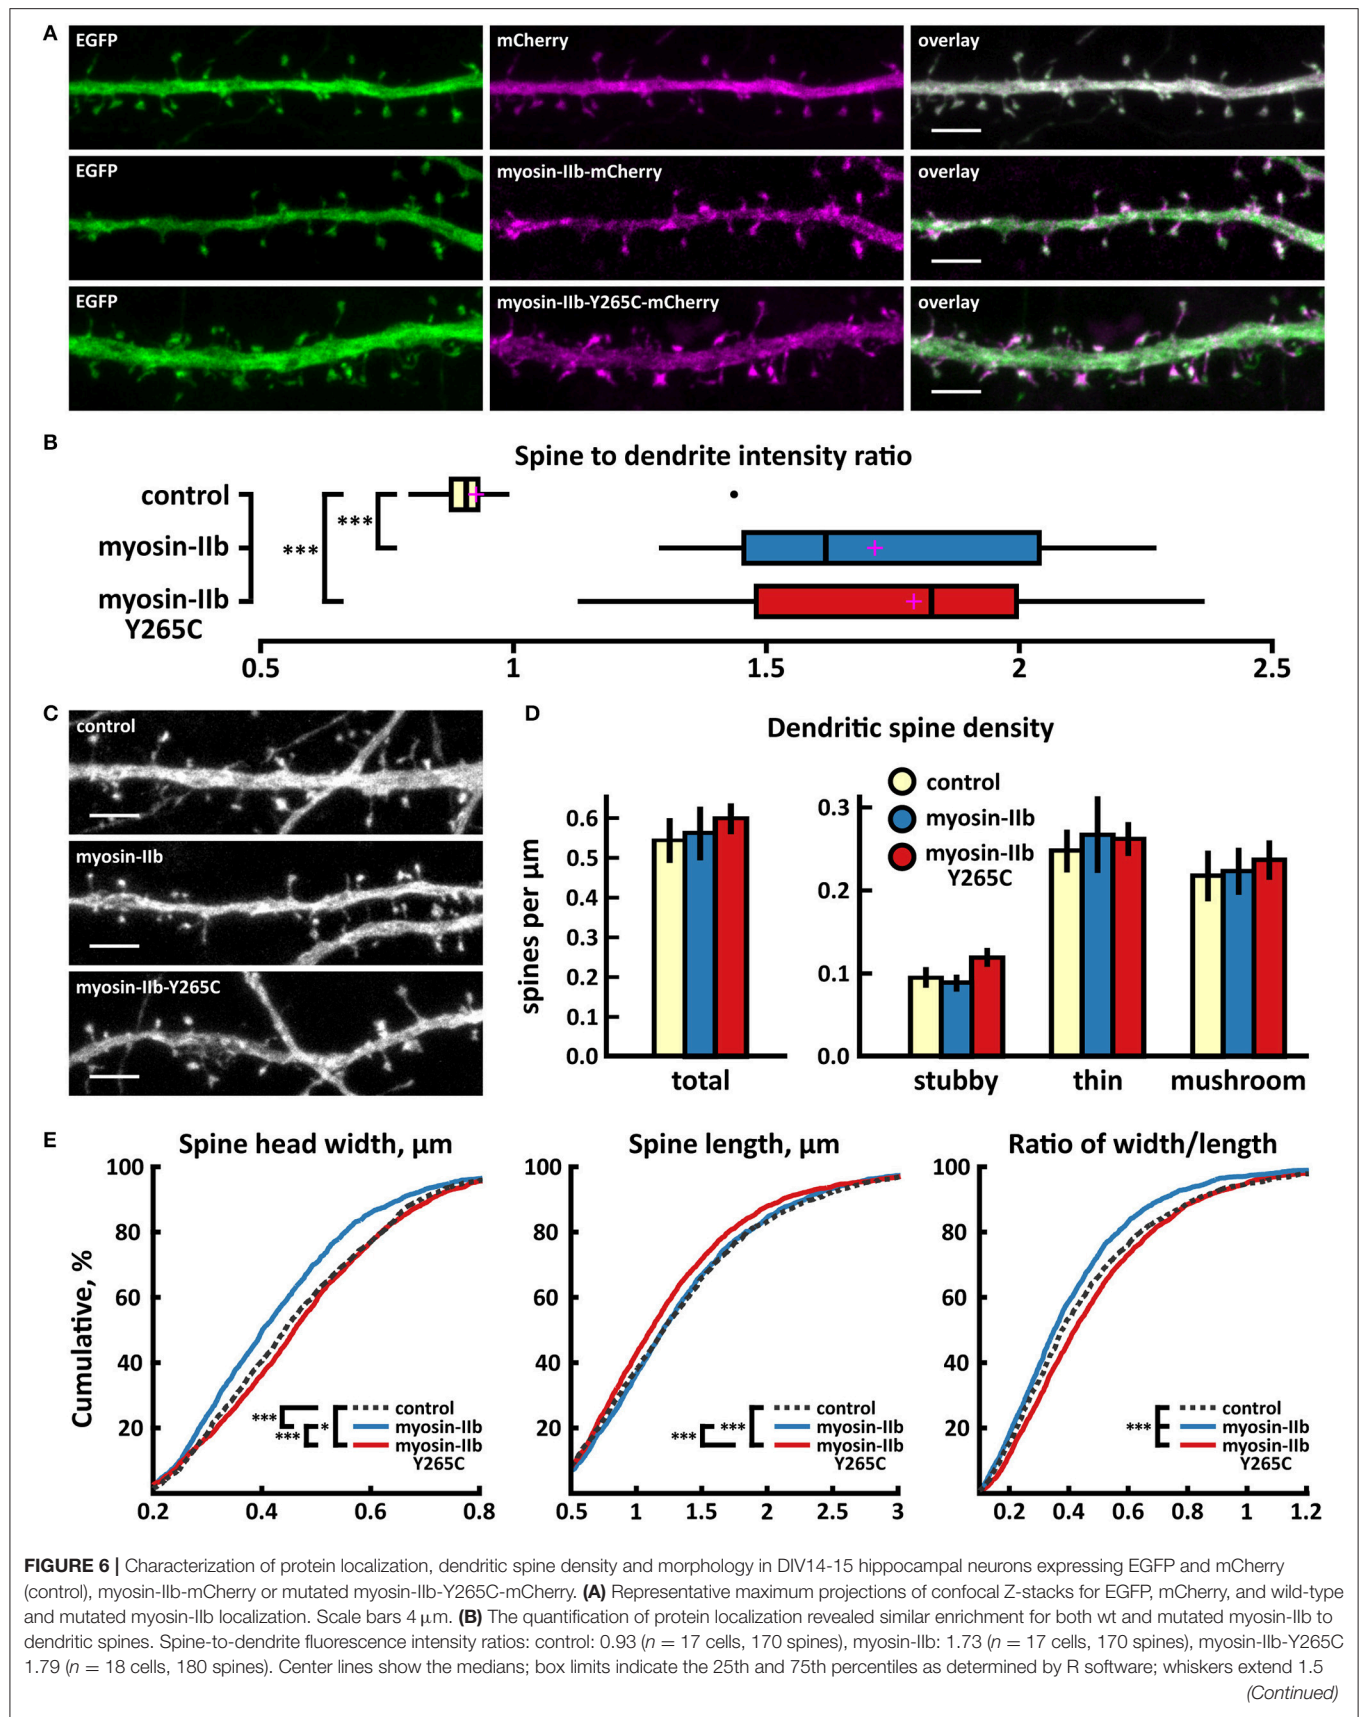 A
EGFP
mCherry
overlay
EGFP
myosin-IIb-mCherry
overlay
EGFP
myosin-IIb-Y265C-mCherry
overlay
B
Spine to dendrite intensity ratio
control
myosin-IIb
myosin-IIb
Y265C
***
***
0.5 1 1.5 2 2.5
C
control
myosin-IIb
myosin-IIb-Y265C
D
Dendritic spine density
control
myosin-IIb
myosin-IIb
Y265C
spines per µm
0.6
0.5
0.4
0.3
0.2
0.1
0.0
total
0.3
0.2
0.1
0.0
stubby thin mushroom
E
Spine head width, µm
Cumulative, %
100
80
60
40
20
0.2 0.4 0.6 0.8
*** *** *
control
myosin-IIb
myosin-IIb
Y265C
Spine length, µm
100
80
60
40
20
0.5 1 1.5 2 2.5 3
*** ***
control
myosin-IIb
myosin-IIb
Y265C
Ratio of width/length
100
80
60
40
20
0.2 0.4 0.6 0.8 1 1.2
***
control
myosin-IIb
myosin-IIb
Y265C
FIGURE 6 | Characterization of protein localization, dendritic spine density and morphology in DIV14-15 hippocampal neurons expressing EGFP and mCherry
(control), myosin-IIb-mCherry or mutated myosin-IIb-Y265C-mCherry. (A) Representative maximum projections of confocal Z-stacks for EGFP, mCherry, and wild-type
and mutated myosin-IIb localization. Scale bars 4 µm. (B) The quantification of protein localization revealed similar enrichment for both wt and mutated myosin-IIb to
dendritic spines. Spine-to-dendrite fluorescence intensity ratios: control: 0.93 (n = 17 cells, 170 spines), myosin-IIb: 1.73 (n = 17 cells, 170 spines), myosin-IIb-Y265C
1.79 (n = 18 cells, 180 spines). Center lines show the medians; box limits indicate the 25th and 75th percentiles as determined by R software; whiskers extend 1.5
(Continued)